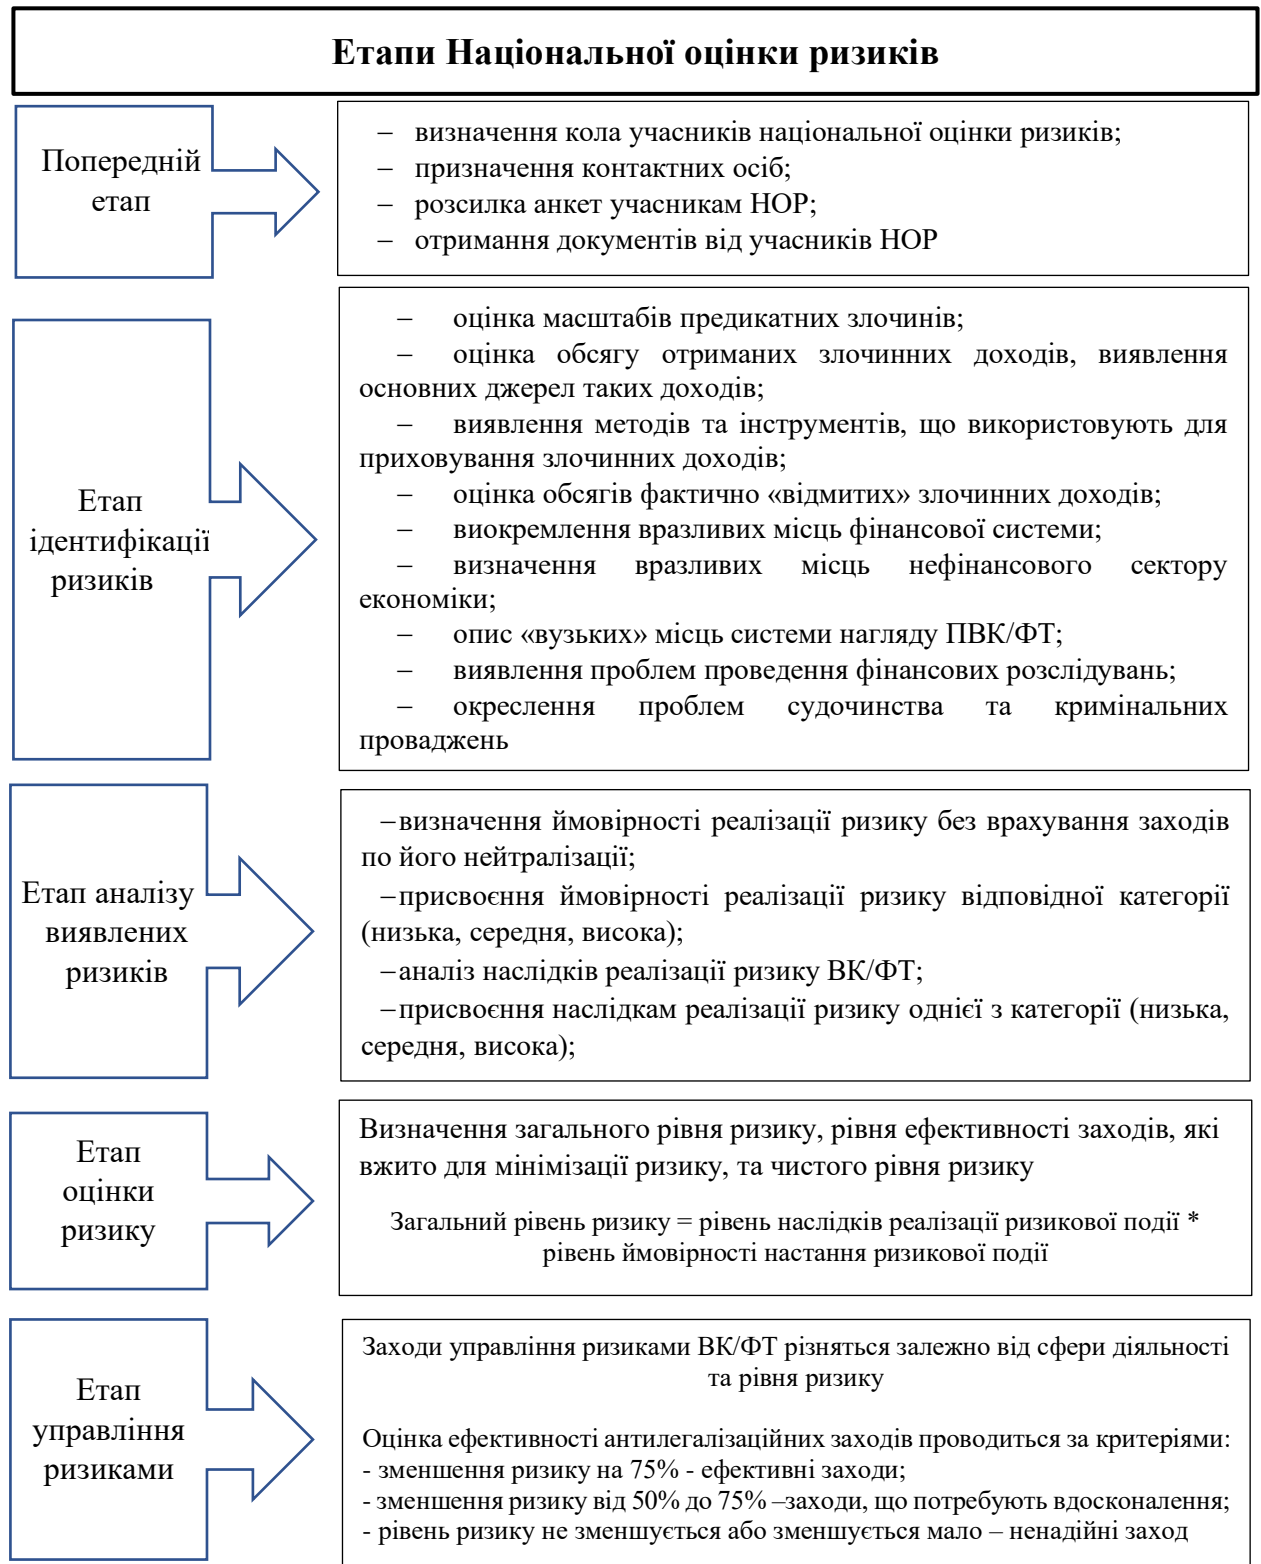 Етапи Національної оцінки ризиків
Попередній
етап
– визначення кола учасників національної оцінки ризиків;
– призначення контактних осіб;
– розсилка анкет учасникам НОР;
– отримання документів від учасників НОР
Етап
ідентифікації
ризиків
– оцінка масштабів предикатних злочинів;
– оцінка обсягу отриманих злочинних доходів, виявлення
основних джерел таких доходів;
– виявлення методів та інструментів, що використовують для
приховування злочинних доходів;
– оцінка обсягів фактично «відмитих» злочинних доходів;
– виокремлення вразливих місць фінансової системи;
– визначення вразливих місць нефінансового сектору
економіки;
– опис «вузьких» місць системи нагляду ПВК/ФТ;
– виявлення проблем проведення фінансових розслідувань;
– окреслення проблем судочинства та кримінальних
проваджень
Етап аналізу
виявлених
ризиків
–визначення ймовірності реалізації ризику без врахування заходів
по його нейтралізації;
–присвоєння ймовірності реалізації ризику відповідної категорії
(низька, середня, висока);
–аналіз наслідків реалізації ризику ВК/ФТ;
–присвоєння наслідкам реалізації ризику однієї з категорії (низька,
середня, висока);
Етап
оцінки
ризику
Визначення загального рівня ризику, рівня ефективності заходів, які
вжито для мінімізації ризику, та чистого рівня ризику
Загальний рівень ризику = рівень наслідків реалізації ризикової події *
рівень ймовірності настання ризикової події
Етап
управління
ризиками
Заходи управління ризиками ВК/ФТ різняться залежно від сфери діяльності
та рівня ризику
Оцінка ефективності антилегалізаційних заходів проводиться за критеріями:
- зменшення ризику на 75% - ефективні заходи;
- зменшення ризику від 50% до 75% –заходи, що потребують вдосконалення;
- рівень ризику не зменшується або зменшується мало – ненадійні заход